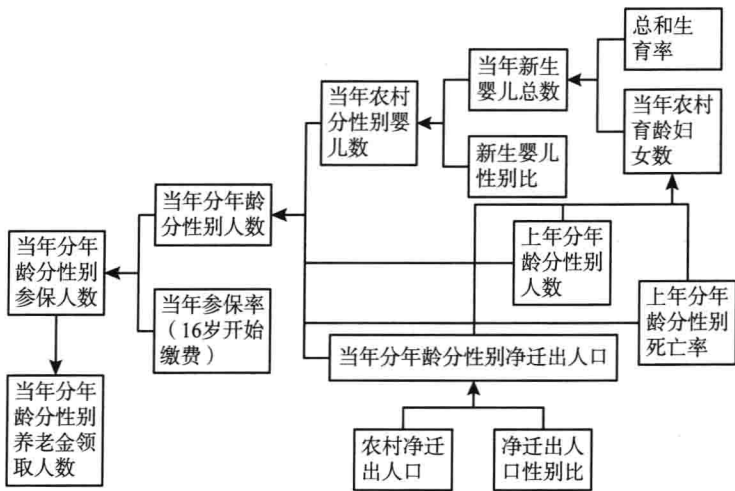 总和生
育率
当年新生
婴儿总数
当年农村
分性别婴
儿数
当年农村
育龄妇
女数
新生婴儿
性别比
当年分年龄
分性别人数
上年分年
龄分性别
人数
当年分年
龄分性别
参保人数
上年分年
龄分性别
死亡率
当年参保率
（16岁开始
缴费）
当年分年龄分性别净迁出人口
当年分年
龄分性别
养老金领
取人数
农村净迁
出人口
净迁出人
口性别比